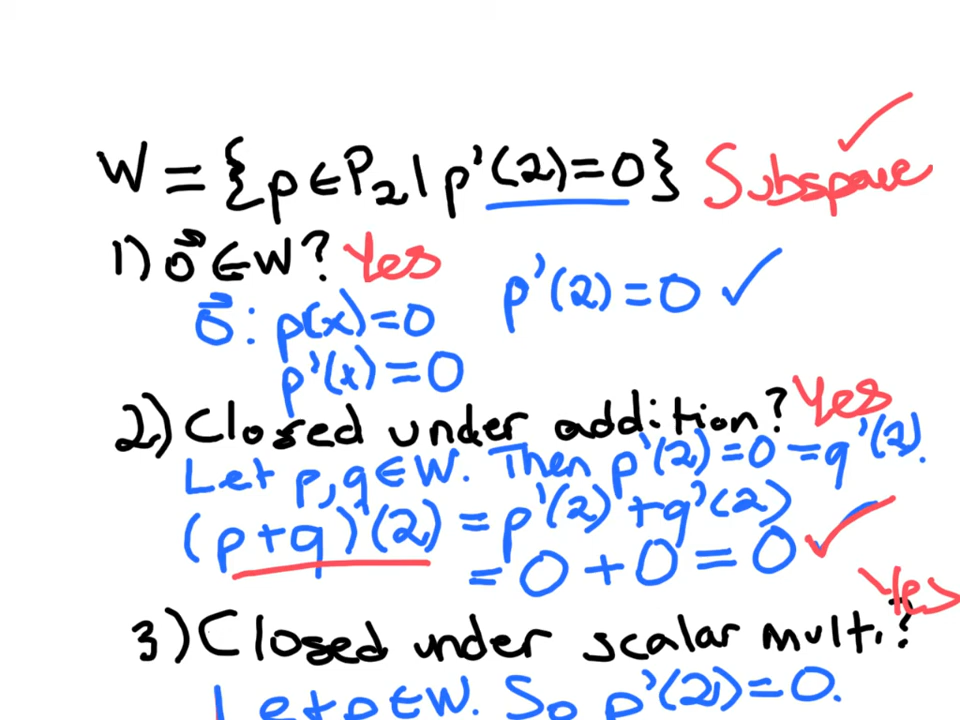 W = {p ∈ P₂ | p'(2) = 0} Subspace ✓
1) 0⃗ ∈ W? Yes
0⃗ : p(x) = 0 p'(2) = 0 ✓
p'(x) = 0
2) Closed under addition? Yes
Let p, q ∈ W. Then p'(2) = 0 = q'(2).
(p+q)'(2) = p'(2) + q'(2)
= 0 + 0 = 0 ✓
3) Closed under scalar mult.? Yes
Let p ∈ W. So p'(2) = 0.